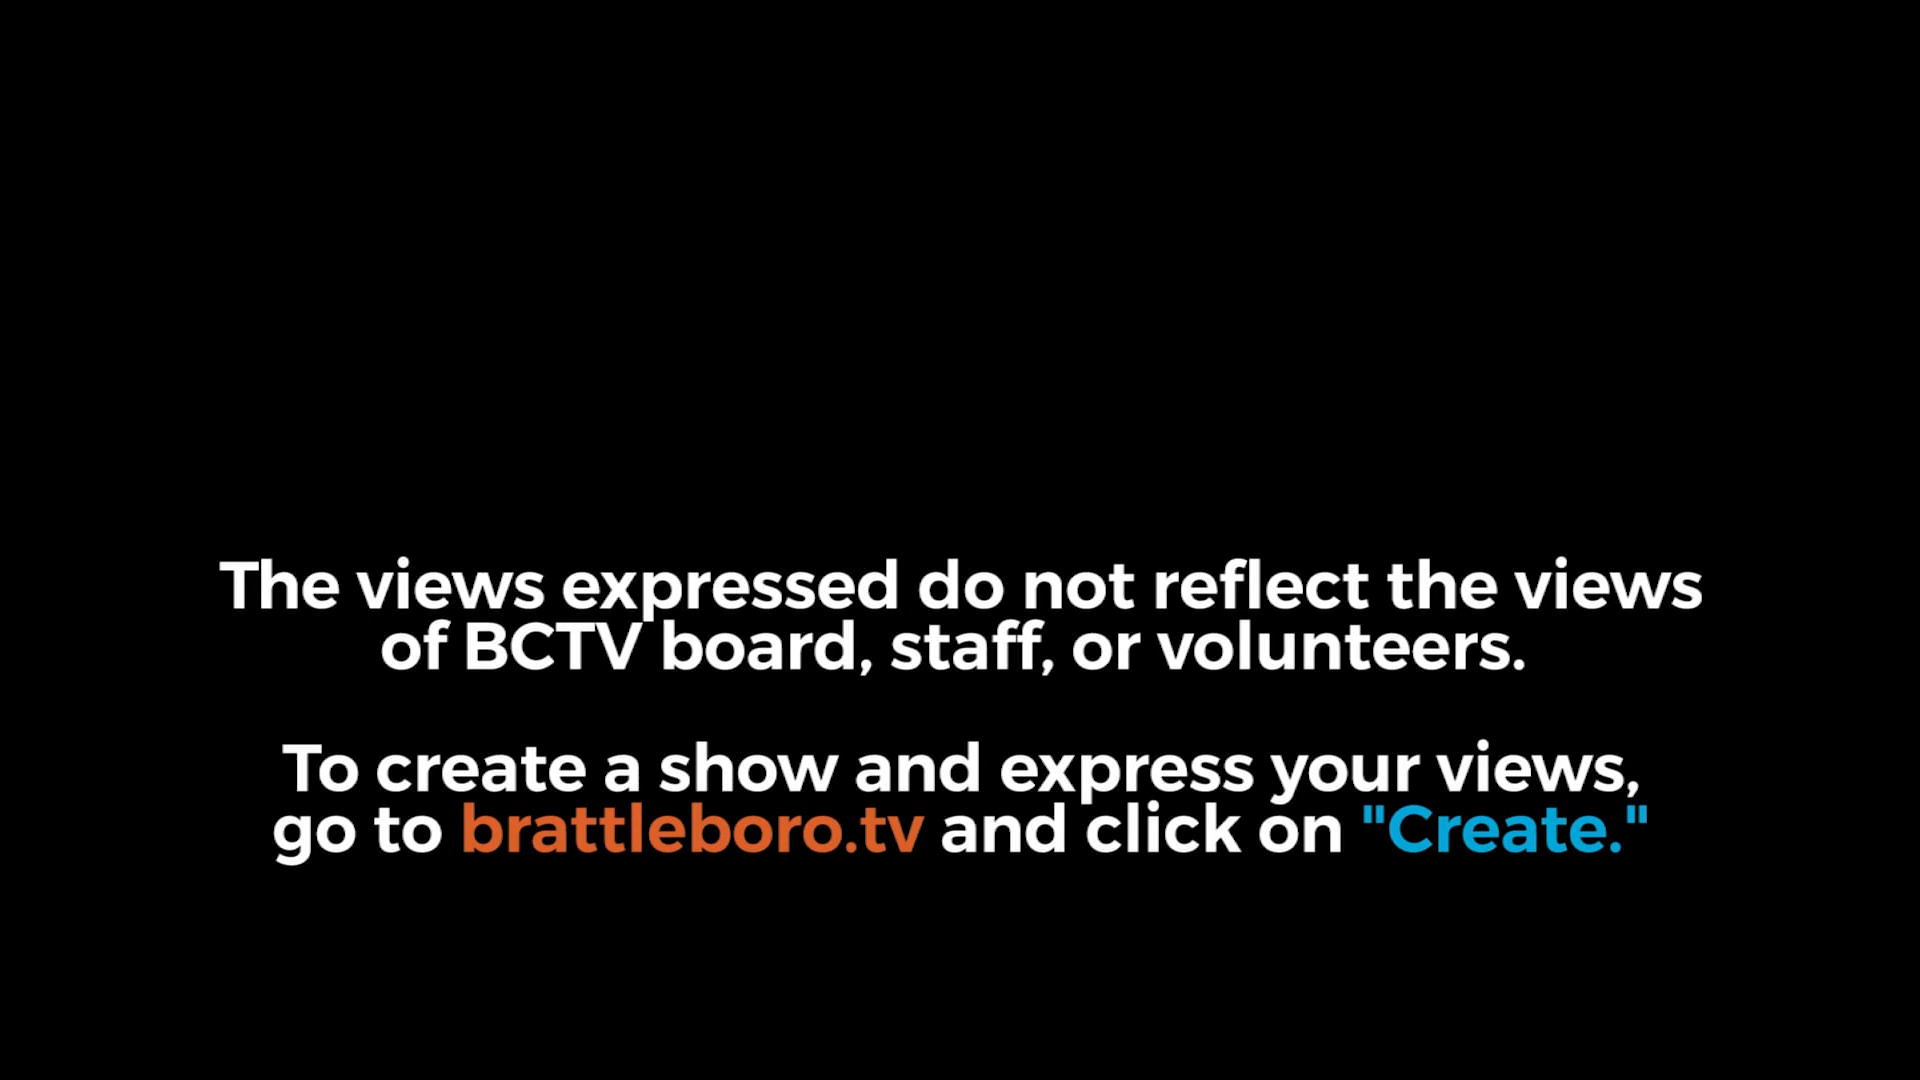 The views expressed do not reflect the views
of BCTV board, staff, or volunteers.
To create a show and express your views,
go to brattleboro.tv and click on "Create."